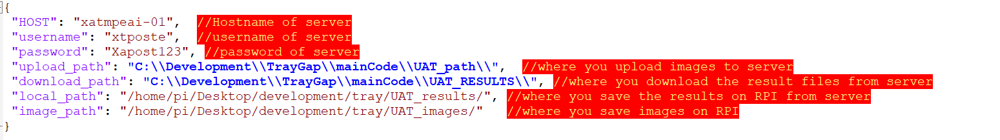 {
"HOST": "xatmpeai-01", //Hostname of server
"username": "xtposte", //username of server
"password": "Xapost123", //password of server
"upload_path": "C:\\Development\\TrayGap\\mainCode\\UAT_path\\", //where you upload images to server
"download_path": "C:\\Development\\TrayGap\\mainCode\\UAT_RESULTS\\", //where you download the result files from server
"local_path": "/home/pi/Desktop/development/tray/UAT_results/", //where you save the results on RPI from server
"image_path": "/home/pi/Desktop/development/tray/UAT_images/" //where you save images on RPI
}